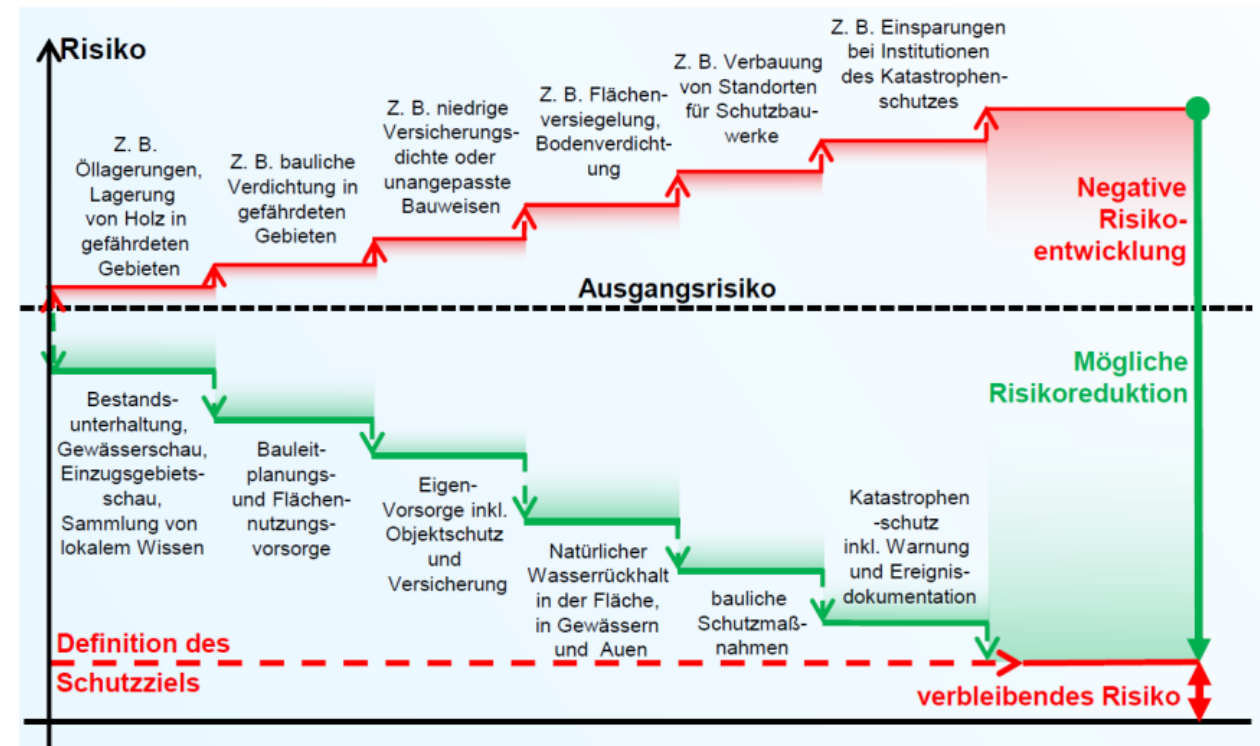 Risiko
Z. B.
Öllagerungen,
Lagerung
von Holz in
gefährdeten
Gebieten
Z. B. bauliche
Verdichtung in
gefährdeten
Gebieten
Z. B. niedrige
Versicherungs-
dichte oder
unangepasste
Bauweisen
Z. B. Flächen-
versiegelung,
Bodenverdicht-
ung
Z. B. Verbauung
von Standorten
für Schutzbau-
werke
Z. B. Einsparungen
bei Institutionen
des Katastrophen-
schutzes
Negative
Risiko-
entwicklung
Ausgangsrisiko
Mögliche
Risikoreduktion
Bestands-
unterhaltung,
Gewässerschau,
Einzugsgebiets-
schau,
Sammlung von
lokalem Wissen
Bauleit-
planungs-
und Flächen-
nutzungs-
vorsorge
Eigen-
Vorsorge inkl.
Objektschutz
und
Versicherung
Natürlicher
Wasserrückhalt
in der Fläche,
in Gewässern
und Auen
bauliche
Schutzmaß-
nahmen
Katastrophen
-schutz
inkl. Warnung
und Ereignis-
dokumentation
Definition des
Schutzziels
verbleibendes Risiko